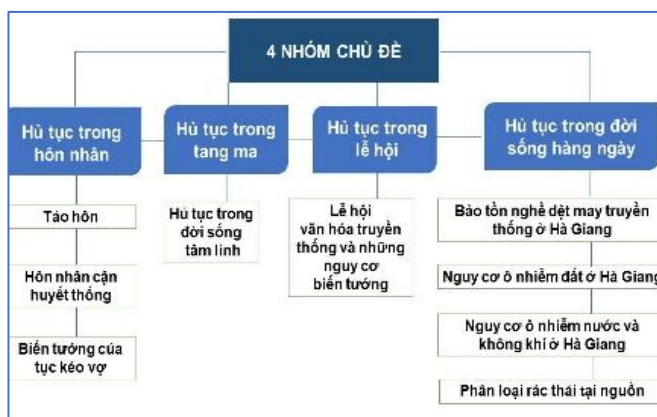 4 NHÓM CHỦ ĐỀ
Hủ tục trong
hôn nhân
Hủ tục trong
tang ma
Hủ tục trong
lễ hội
Hủ tục trong đời
sống hàng ngày
Tảo hôn
Hôn nhân cận
huyết thống
Biến tướng của
tục kéo vợ
Hủ tục trong
đời sống
tâm linh
Lễ hội
văn hóa truyền
thống và những
nguy cơ
biến tướng
Bảo tồn nghề dệt may truyền
thống ở Hà Giang
Nguy cơ ô nhiễm đất ở Hà Giang
Nguy cơ ô nhiễm nước và
không khí ở Hà Giang
Phân loại rác thải tại nguồn